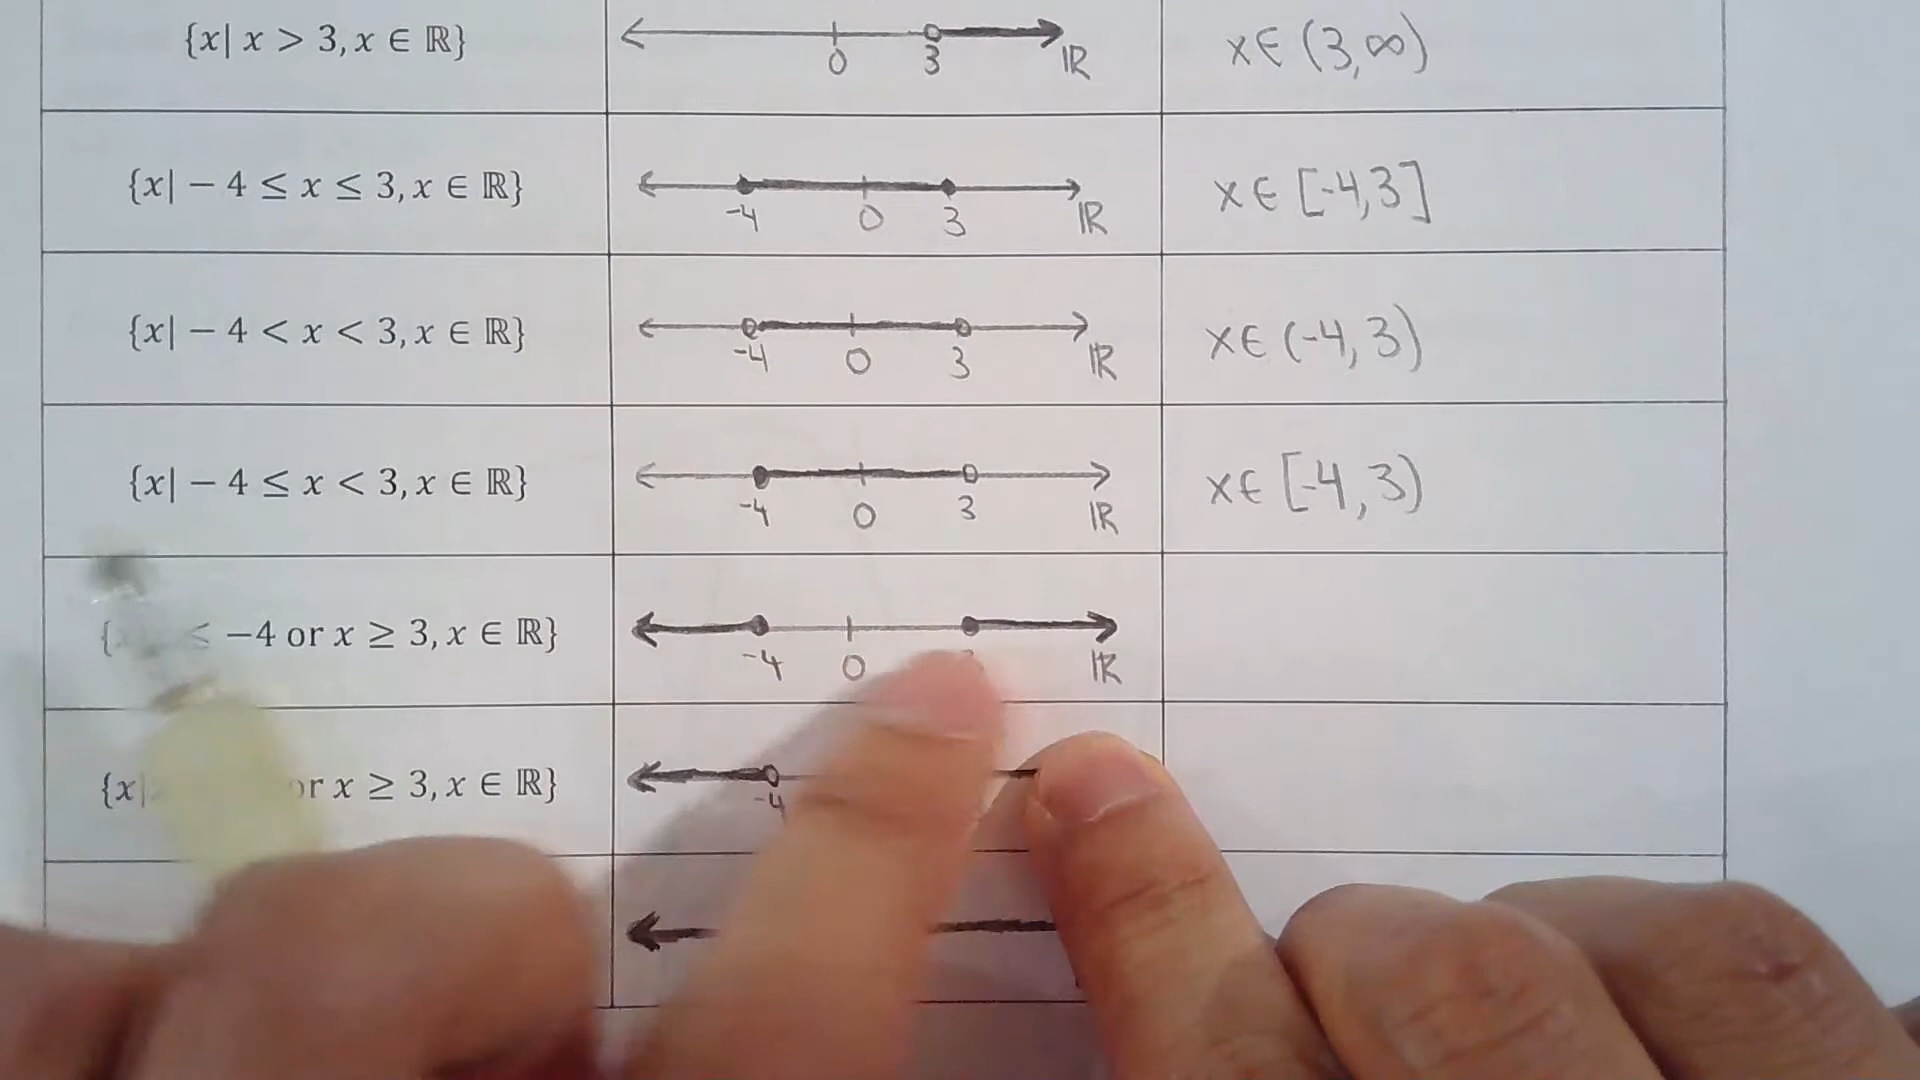 {x| x > 3, x ∈ ℝ}
0 3 ℝ
x ∈ (3, ∞)
{x| − 4 ≤ x ≤ 3, x ∈ ℝ}
-4 0 3 ℝ
x ∈ [-4, 3]
{x| − 4 < x < 3, x ∈ ℝ}
-4 0 3 ℝ
x ∈ (-4, 3)
{x| − 4 ≤ x < 3, x ∈ ℝ}
-4 0 3 ℝ
x ∈ [-4, 3)
{ ≤ −4 or x ≥ 3, x ∈ ℝ}
-4 0 ℝ
{x| or x ≥ 3, x ∈ ℝ}
-4